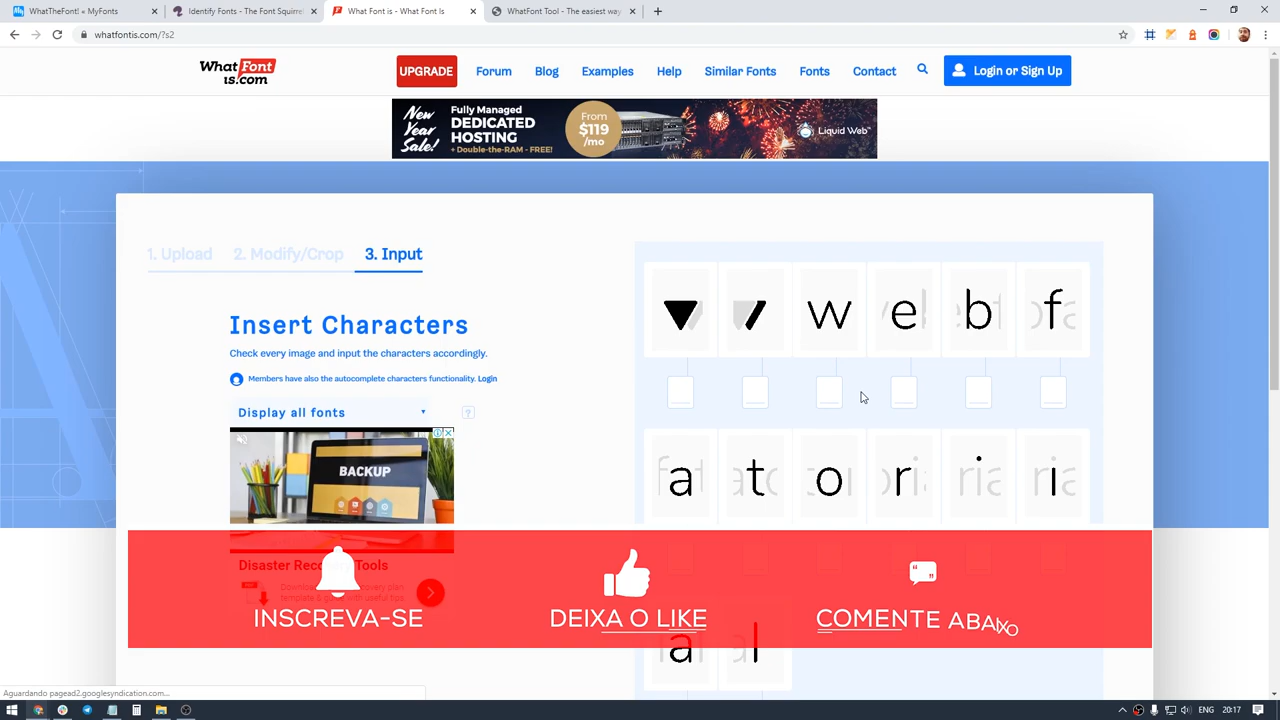 WhatTheFont « MyFonts
Identify Fonts - The Font Squirre
What Font is - What Font Is
WhatFont Tool - The easiest way
whatfontis.com/?s2
What Font
is.com
UPGRADE
Forum
Blog
Examples
Help
Similar Fonts
Fonts
Contact
Login or Sign Up
New
Year
Sale!
Fully Managed
DEDICATED
HOSTING
+ Double-the-RAM - FREE!
From
$119
/mo
Liquid Web™
1. Upload
2. Modify/Crop
3. Input
Insert Characters
Check every image and input the characters accordingly.
Members have also the autocomplete characters functionality. Login
Display all fonts
?
BACKUP
w e b f
a t o r i i
a l
Disaster Recovery Tools
INSCREVA-SE
DEIXA O LIKE
COMENTE ABAIXO
Aguardando pagead2.googlesyndication.com...
ENG
20:17